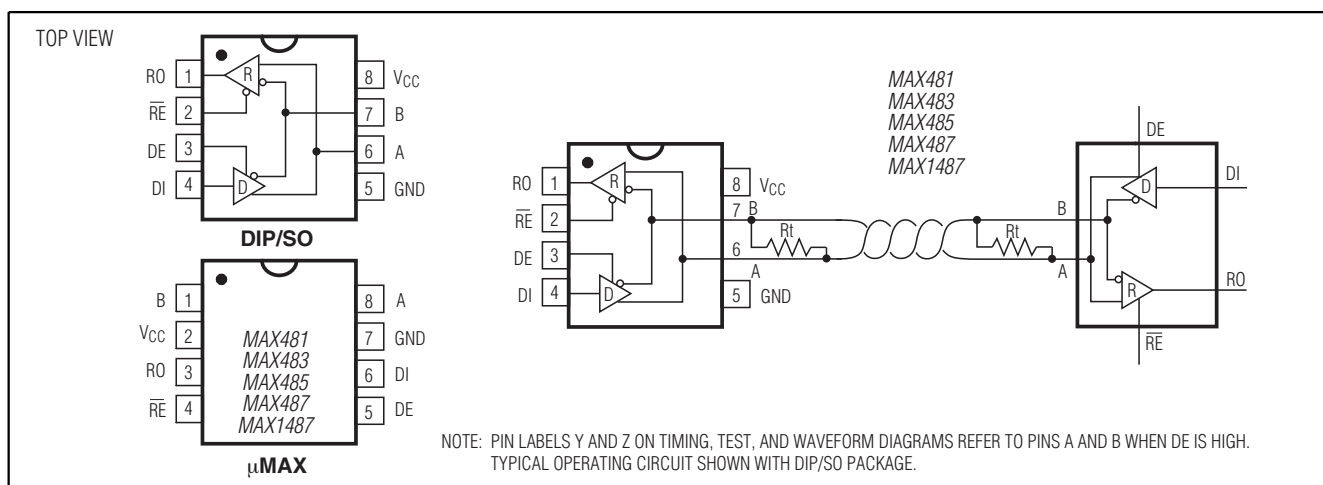 TOP VIEW
RO 1
RE 2
DE 3
DI 4
8 VCC
7 B
6 A
5 GND
R
D
DIP/SO
B 1
VCC 2
RO 3
RE 4
8 A
7 GND
6 DI
5 DE
MAX481
MAX483
MAX485
MAX487
MAX1487
μMAX
RO 1
RE 2
DE 3
DI 4
R
D
8 VCC
7 B
6
A
5 GND
Rt
Rt
MAX481
MAX483
MAX485
MAX487
MAX1487
B
A
DE
D
DI
R
RO
RE
NOTE: PIN LABELS Y AND Z ON TIMING, TEST, AND WAVEFORM DIAGRAMS REFER TO PINS A AND B WHEN DE IS HIGH.
TYPICAL OPERATING CIRCUIT SHOWN WITH DIP/SO PACKAGE.